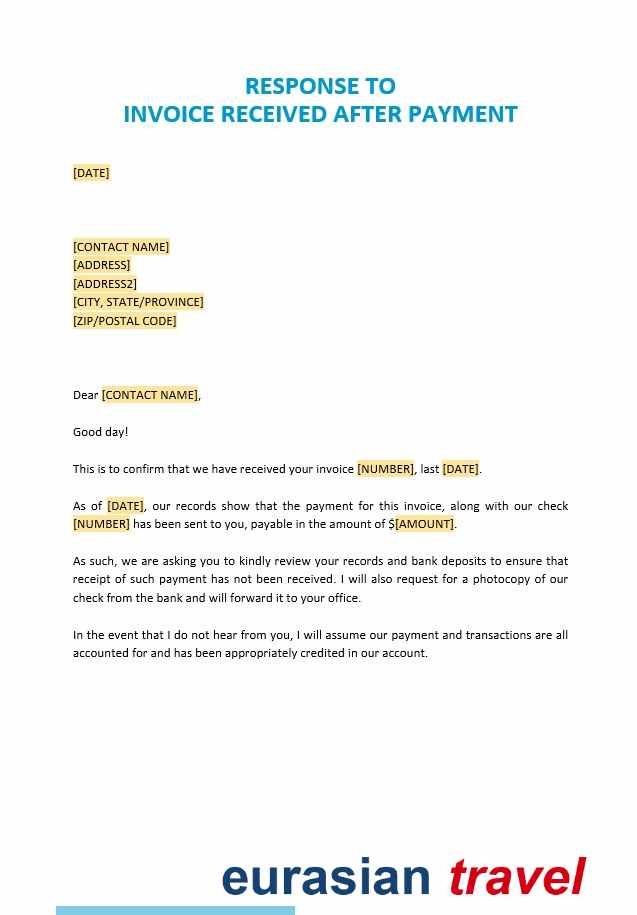 RESPONSE TO
INVOICE RECEIVED AFTER PAYMENT
[DATE]
[CONTACT NAME]
[ADDRESS]
[ADDRESS2]
[CITY, STATE/PROVINCE]
[ZIP/POSTAL CODE]
Dear [CONTACT NAME],
Good day!
This is to confirm that we have received your invoice [NUMBER], last [DATE].
As of [DATE], our records show that the payment for this invoice, along with our check
[NUMBER] has been sent to you, payable in the amount of $[AMOUNT].
As such, we are asking you to kindly review your records and bank deposits to ensure that
receipt of such payment has not been received. I will also request for a photocopy of our
check from the bank and will forward it to your office.
In the event that I do not hear from you, I will assume our payment and transactions are all
accounted for and has been appropriately credited in our account.
eurasian travel